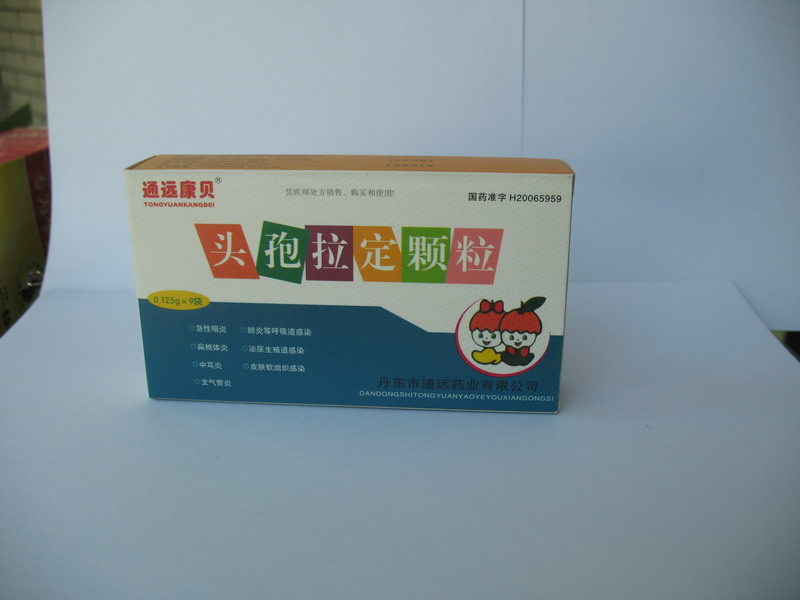 通远康贝®
TONGYUANKANGBEI
凭医师处方销售、购买和使用!
国药准字 H20065959
头孢拉定颗粒
0.125g×9袋
急性咽炎 肺炎等呼吸道感染
扁桃体炎 泌尿生殖道感染
中耳炎 皮肤软组织感染
支气管炎
丹东市通远药业有限公司
DANDONGSHITONGYUANYAOYEYOUXIANGONGSI